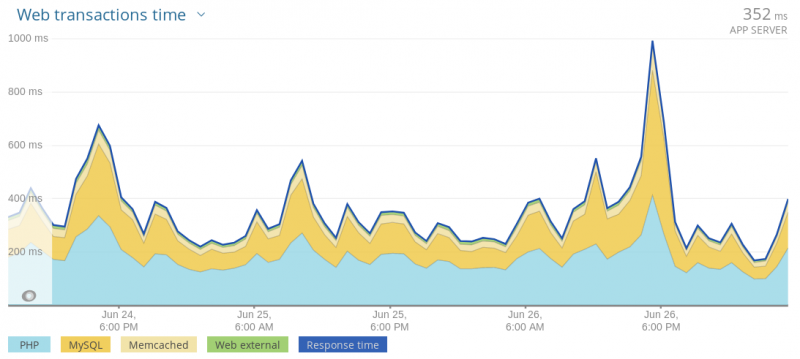 Web transactions time
352 ms
APP SERVER
1000 ms
800 ms
600 ms
400 ms
200 ms
Jun 24,
6:00 PM
Jun 25,
6:00 AM
Jun 25,
6:00 PM
Jun 26,
6:00 AM
Jun 26,
6:00 PM
PHP
MySQL
Memcached
Web external
Response time